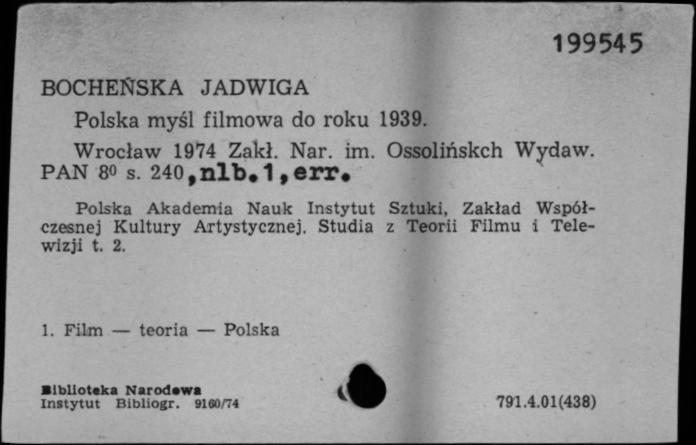 199545
BOCHEŃSKA JADWIGA
Polska myśl filmowa do roku 1939.
Wrocław 1974 Zakł. Nar. im. Ossolińskch Wydaw.
PAN 8⁰ s. 240,nlb.1,err.
Polska Akademia Nauk Instytut Sztuki, Zakład Współ-
czesnej Kultury Artystycznej. Studia z Teorii Filmu i Tele-
wizji t. 2.
1. Film — teoria — Polska
Biblioteka Narodowa
Instytut Bibliogr. 9160/74
791.4.01(438)